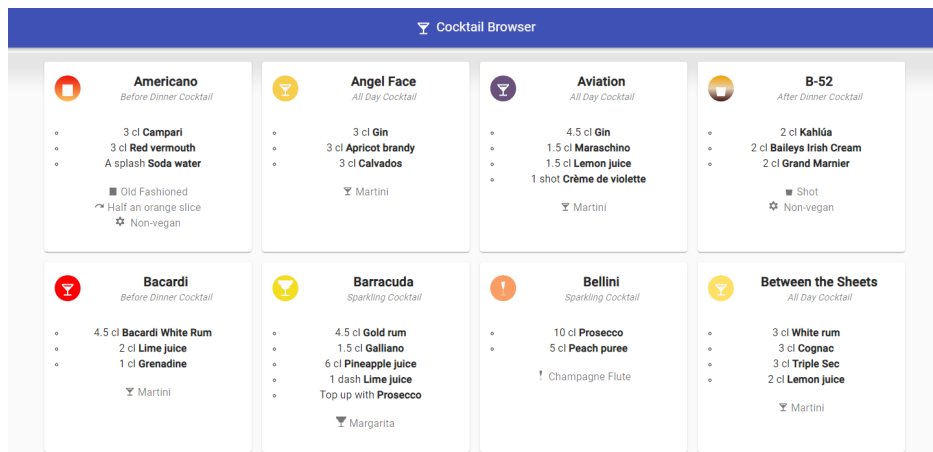 Cocktail Browser
Americano
Before Dinner Cocktail
3 cl Campari
3 cl Red vermouth
A splash Soda water
Old Fashioned
Half an orange slice
Non-vegan
Angel Face
All Day Cocktail
3 cl Gin
3 cl Apricot brandy
3 cl Calvados
Martini
Aviation
All Day Cocktail
4.5 cl Gin
1.5 cl Maraschino
1.5 cl Lemon juice
1 shot Crème de violette
Martini
B-52
After Dinner Cocktail
2 cl Kahlúa
2 cl Baileys Irish Cream
2 cl Grand Marnier
Shot
Non-vegan
Bacardi
Before Dinner Cocktail
4.5 cl Bacardi White Rum
2 cl Lime juice
1 cl Grenadine
Martini
Barracuda
Sparkling Cocktail
4.5 cl Gold rum
1.5 cl Galliano
6 cl Pineapple juice
1 dash Lime juice
Top up with Prosecco
Margarita
Bellini
Sparkling Cocktail
10 cl Prosecco
5 cl Peach puree
Champagne Flute
Between the Sheets
All Day Cocktail
3 cl White rum
3 cl Cognac
3 cl Triple Sec
2 cl Lemon juice
Martini